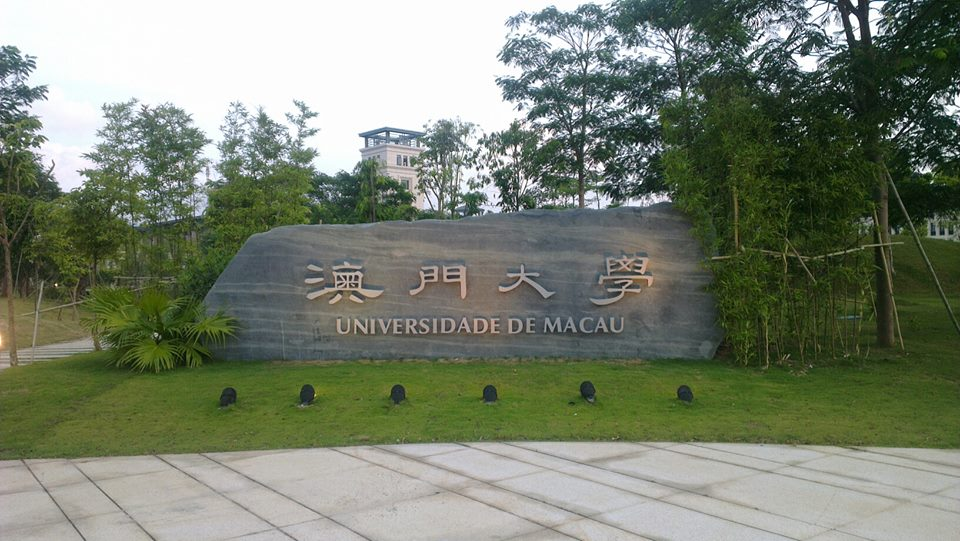 澳門大學
UNIVERSIDADE DE MACAU